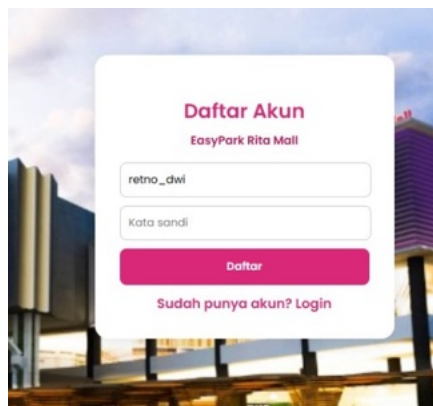 Daftar Akun
EasyPark Rita Mall
retno_dwi
Kata sandi
Daftar
Sudah punya akun? Login